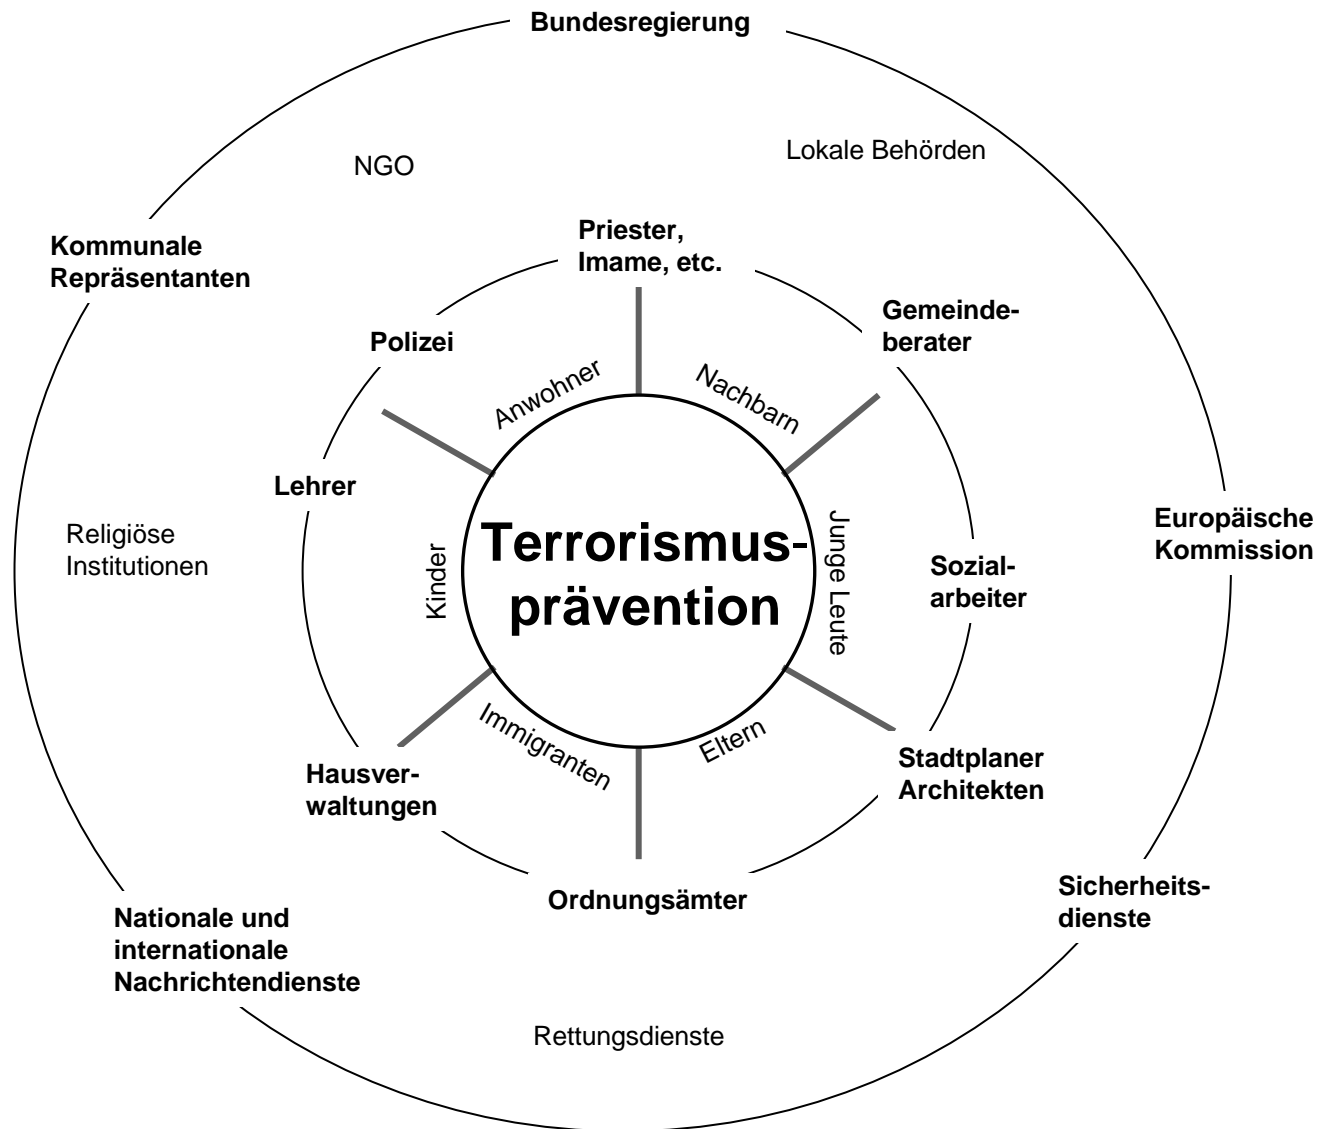 Bundesregierung
NGO
Lokale Behörden
Kommunale
Repräsentanten
Priester,
Imame, etc.
Polizei
Gemeinde-
berater
Anwohner
Nachbarn
Lehrer
Religiöse
Institutionen
Kinder
Terrorismus-
prävention
Junge Leute
Sozial-
arbeiter
Europäische
Kommission
Immigranten
Eltern
Hausver-
waltungen
Stadtplaner
Architekten
Ordnungsämter
Sicherheits-
dienste
Nationale und
internationale
Nachrichtendienste
Rettungsdienste